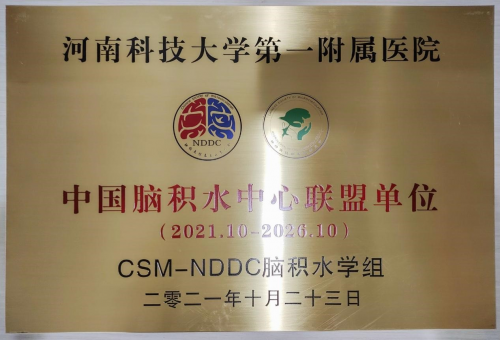 河南科技大学第一附属医院
NDDC
中国脑积水中心联盟单位
(2021.10-2026.10)
CSM-NDDC脑积水学组
二零二一年十月二十三日